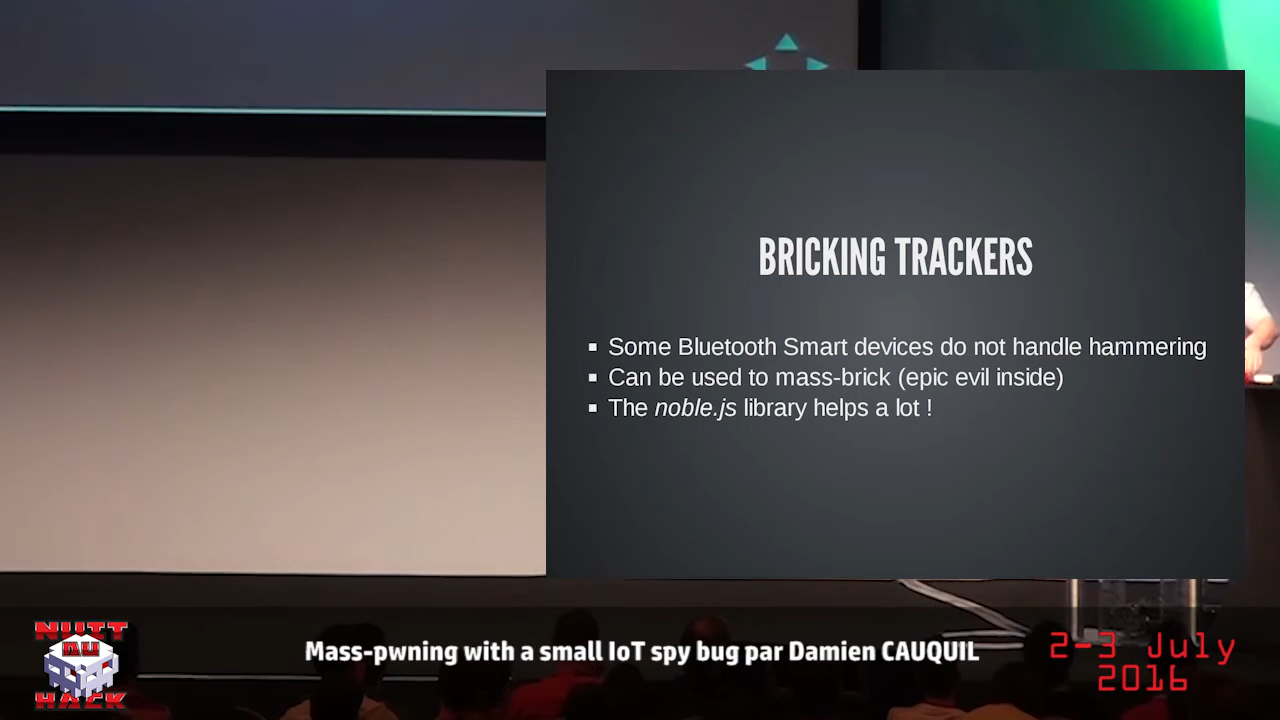 BRICKING TRACKERS
Some Bluetooth Smart devices do not handle hammering
Can be used to mass-brick (epic evil inside)
The noble.js library helps a lot !
NUIT
DU
HACK
Mass-pwning with a small IoT spy bug par Damien CAUQUIL
2-3 July
2016